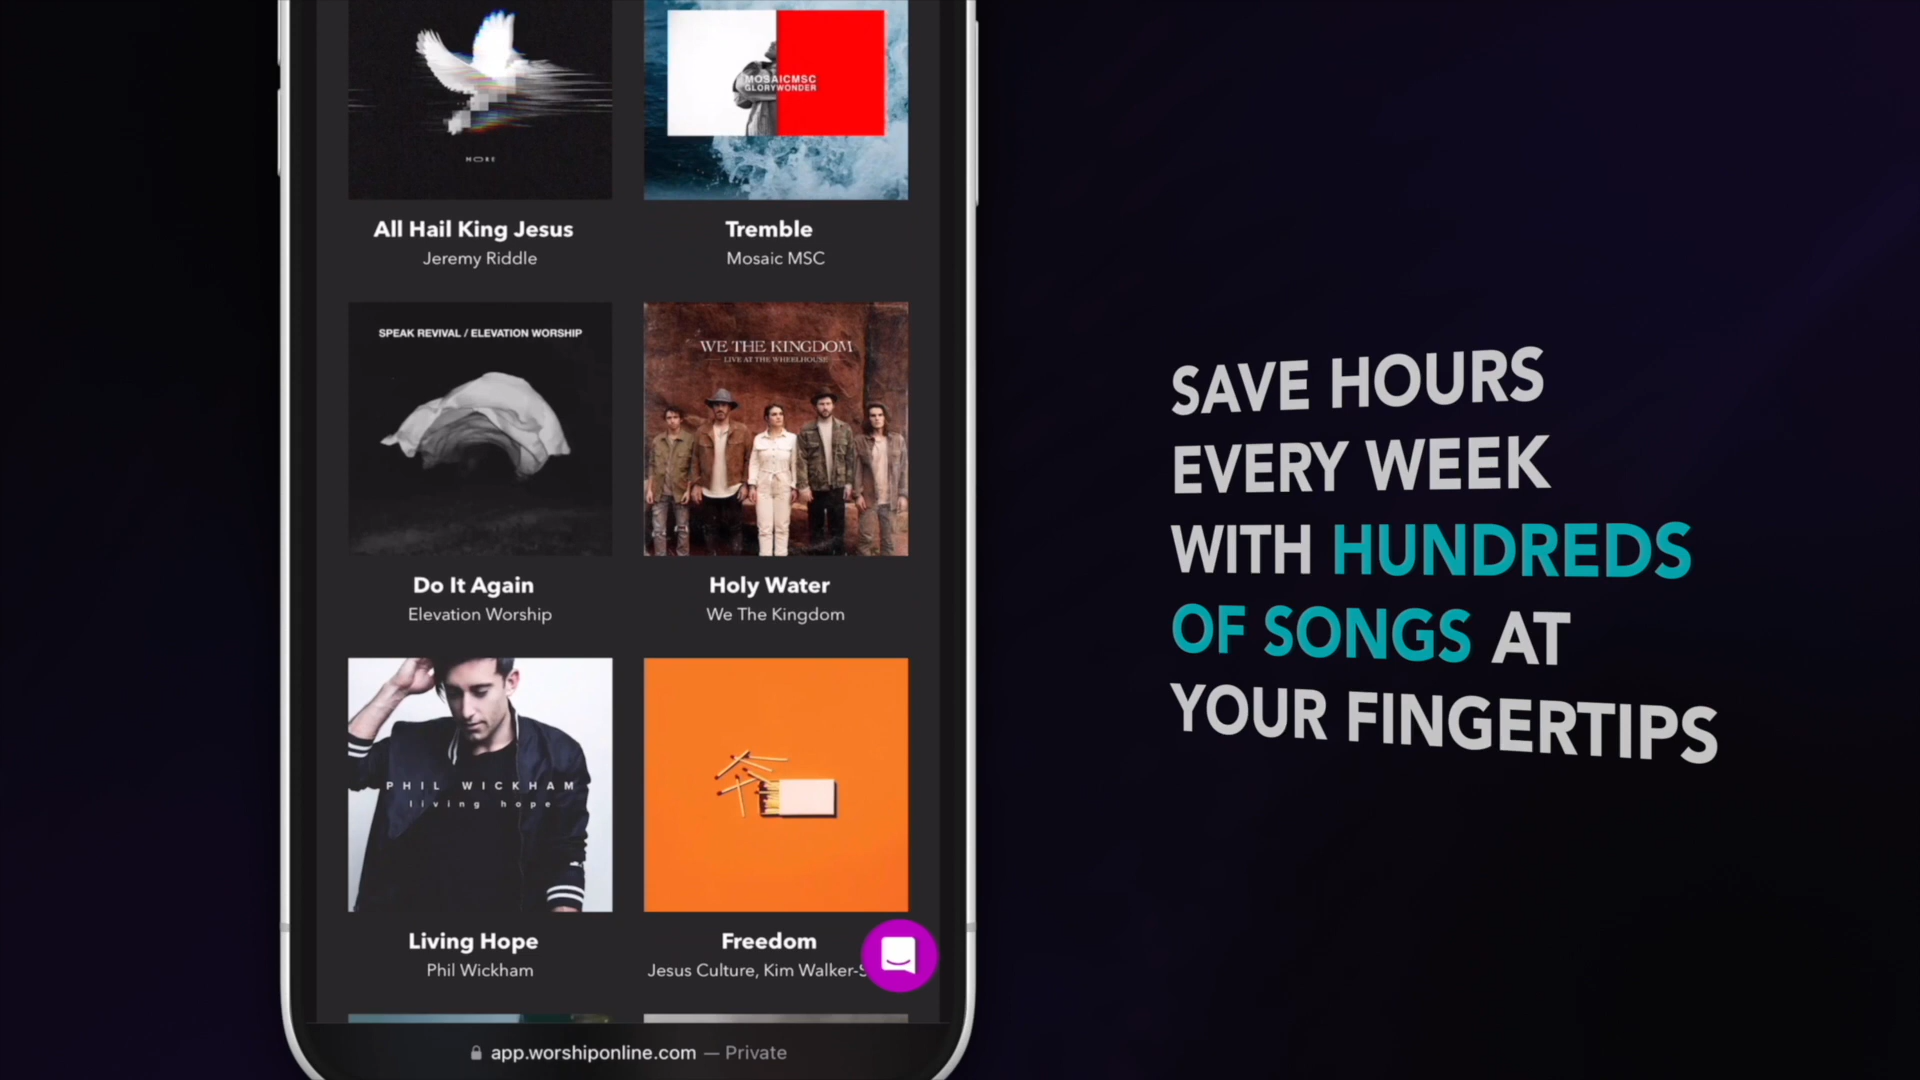 MORE
MOSAICMSC
GLORYWONDER
All Hail King Jesus
Jeremy Riddle
Tremble
Mosaic MSC
SPEAK REVIVAL / ELEVATION WORSHIP
WE THE KINGDOM
LIVE AT THE WHEELHOUSE
Do It Again
Elevation Worship
Holy Water
We The Kingdom
PHIL WICKHAM
living hope
Living Hope
Phil Wickham
Freedom
Jesus Culture, Kim Walker-S
app.worshiponline.com — Private
SAVE HOURS
EVERY WEEK
WITH HUNDREDS
OF SONGS AT
YOUR FINGERTIPS